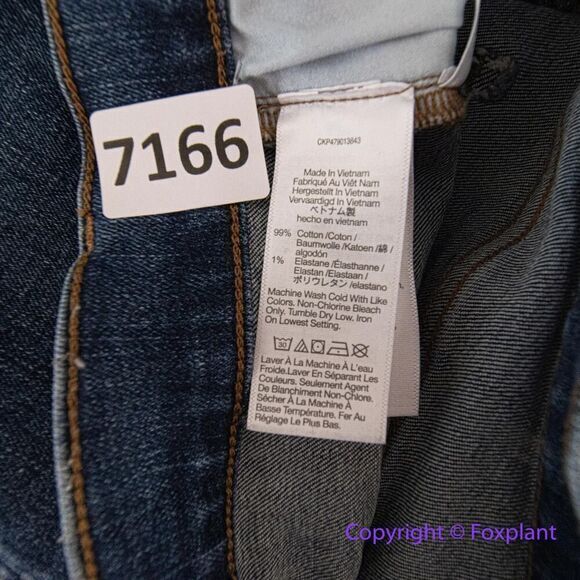 7166
CKP479013843
Made In Vietnam
Fabriqué Au Viêt Nam
Hergestellt In Vietnam
Vervaardigd In Vietnam
ベトナム製
hecho en vietnam
99% Cotton /Coton /
Baumwolle /Katoen /綿 /
algodón
1% Elastane /Élasthanne /
Elastan /Elastaan /
ポリウレタン /elastano
Machine Wash Cold With Like
Colors. Non-Chlorine Bleach
Only. Tumble Dry Low. Iron
On Lowest Setting.
30
Laver À La Machine À L'eau
Froide.Laver En Séparant Les
Couleurs. Seulement Agent
De Blanchiment Non-Chlore.
Sécher À La Machine À
Basse Température. Fer Au
Réglage Le Plus Bas.
Copyright © Foxplant